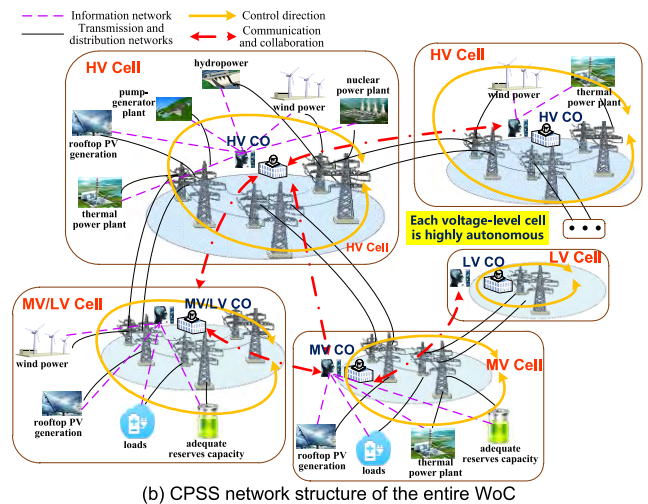 Information network
Control direction
Transmission and
distribution networks
Communication
and collaboration
HV Cell
hydropower
pump-
generator
plant
wind power
nuclear
power plant
rooftop PV
generation
HV CO
thermal
power plant
HV Cell
HV Cell
wind power
thermal
power plant
HV CO
Each voltage-level cell
is highly autonomous
LV Cell
LV CO
MV/LV Cell
MV/LV CO
wind power
rooftop PV
generation
loads
adequate
reserves capacity
MV CO
MV Cell
rooftop PV
generation
loads
thermal
power plant
adequate
reserves capacity
(b) CPSS network structure of the entire WoC